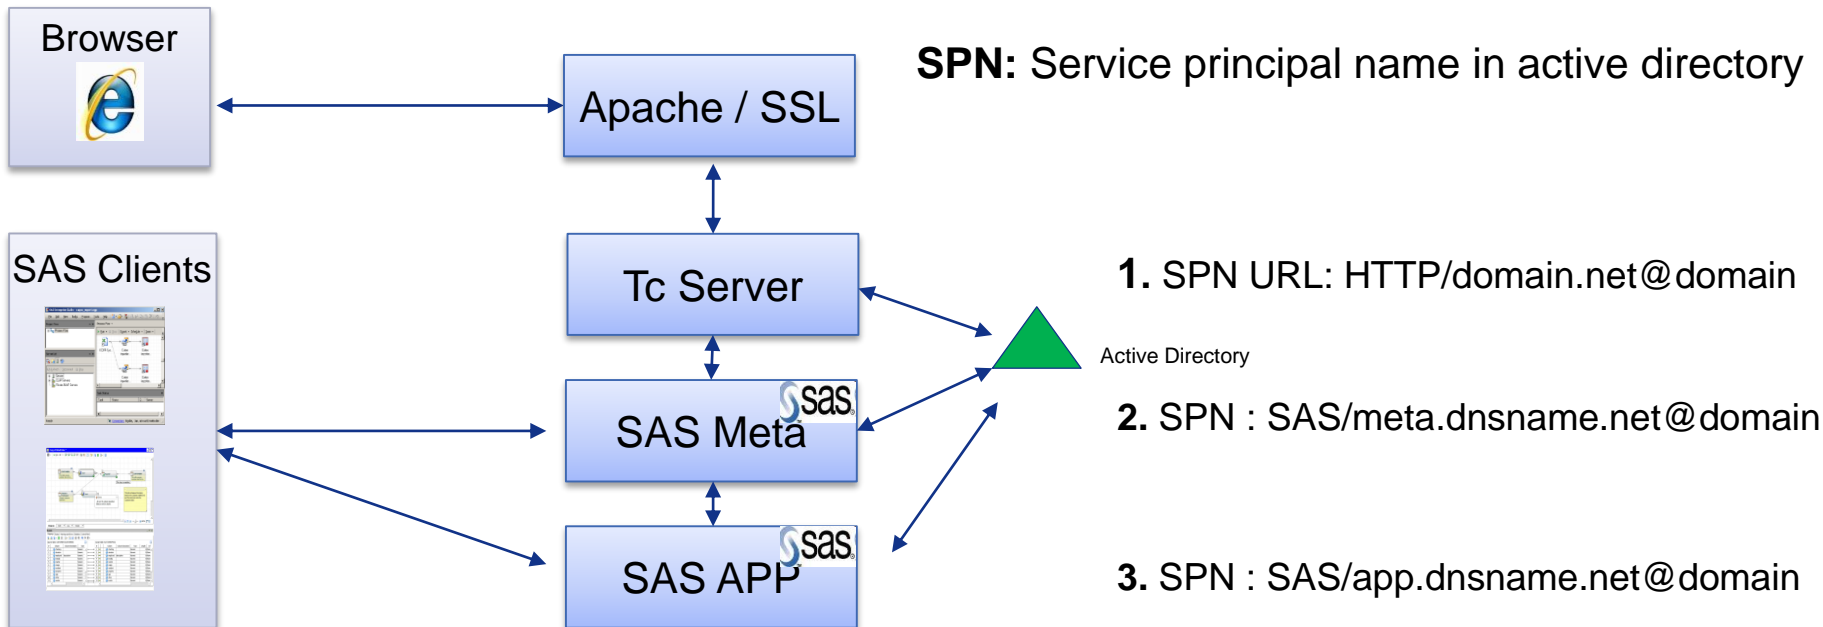 Browser
SPN: Service principal name in active directory
Apache / SSL
SAS Clients
Tc Server
1. SPN URL: HTTP/domain.net@domain
Active Directory
sas
SAS Meta
2. SPN : SAS/meta.dnsname.net@domain
sas
SAS APP
3. SPN : SAS/app.dnsname.net@domain